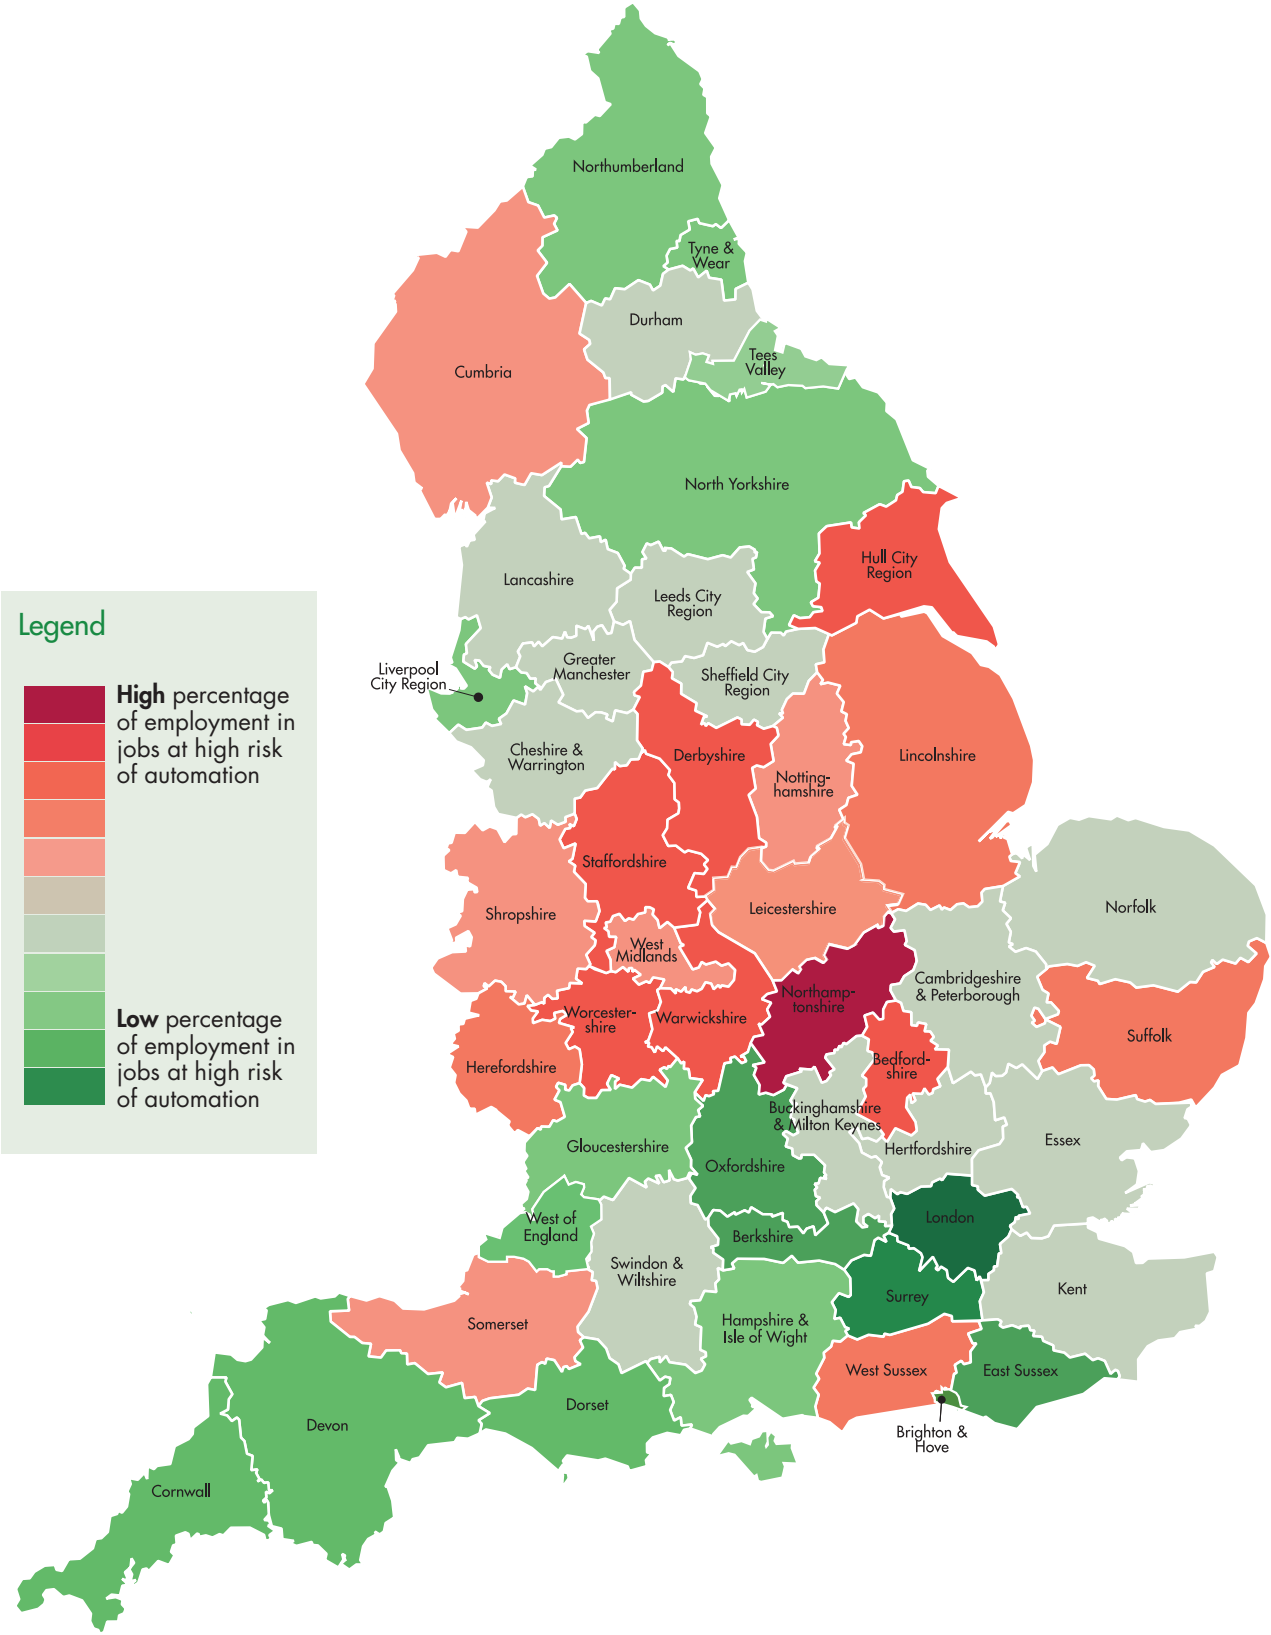 Northumberland
Tyne &
Wear
Durham
Tees
Valley
Cumbria
North Yorkshire
Hull City
Region
Lancashire
Leeds City
Region
Legend
Liverpool
City Region
Greater
Manchester
Sheffield City
Region
High percentage
of employment in
jobs at high risk
of automation
Cheshire &
Warrington
Derbyshire
Notting-
hamshire
Lincolnshire
Staffordshire
Shropshire
Leicestershire
Norfolk
West
Midlands
Northamp-
tonshire
Cambridgeshire
& Peterborough
Low percentage
of employment in
jobs at high risk
of automation
Worcester-
shire
Warwickshire
Suffolk
Herefordshire
Bedford-
shire
Buckinghamshire
& Milton Keynes
Gloucestershire
Oxfordshire
Hertfordshire
Essex
West of
England
London
Berkshire
Swindon &
Wiltshire
Surrey
Kent
Somerset
Hampshire &
Isle of Wight
West Sussex
East Sussex
Dorset
Devon
Brighton &
Hove
Cornwall